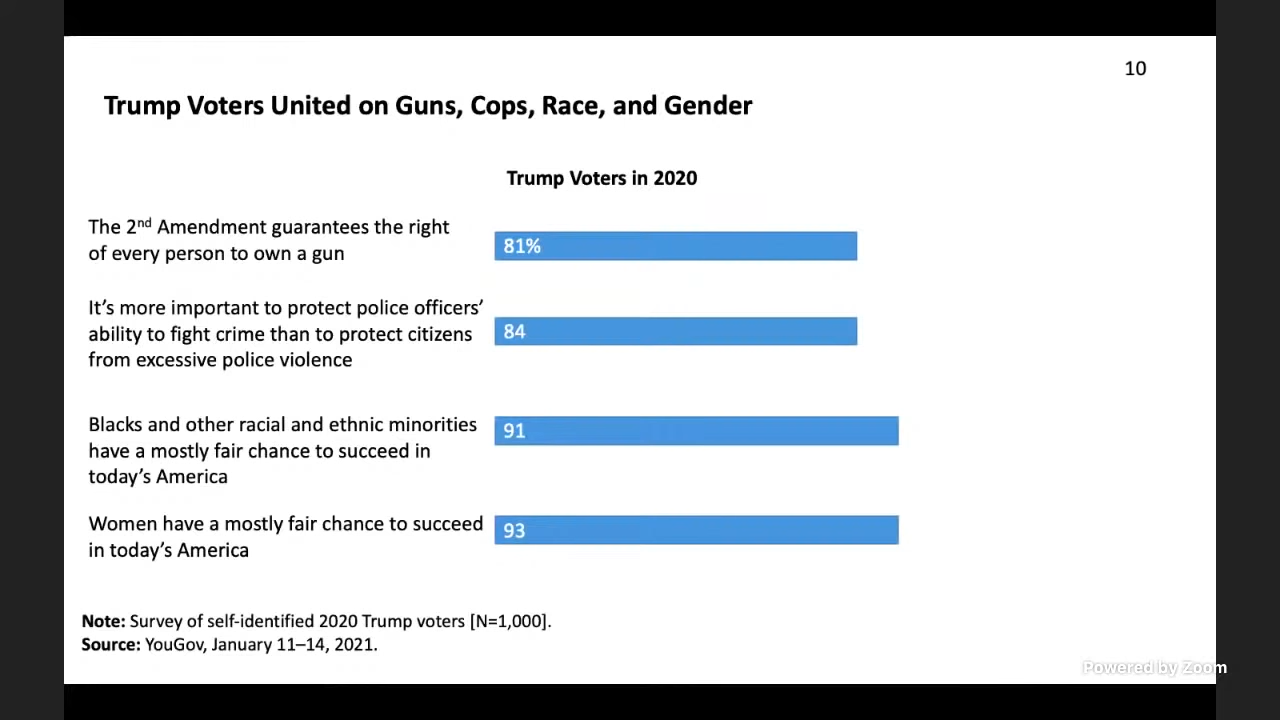 10
Trump Voters United on Guns, Cops, Race, and Gender
Trump Voters in 2020
The 2nd Amendment guarantees the right
of every person to own a gun
81%
It’s more important to protect police officers’
ability to fight crime than to protect citizens
from excessive police violence
84
Blacks and other racial and ethnic minorities
have a mostly fair chance to succeed in
today’s America
91
Women have a mostly fair chance to succeed
in today’s America
93
Note: Survey of self-identified 2020 Trump voters [N=1,000].
Source: YouGov, January 11–14, 2021.
Powered by Zoom